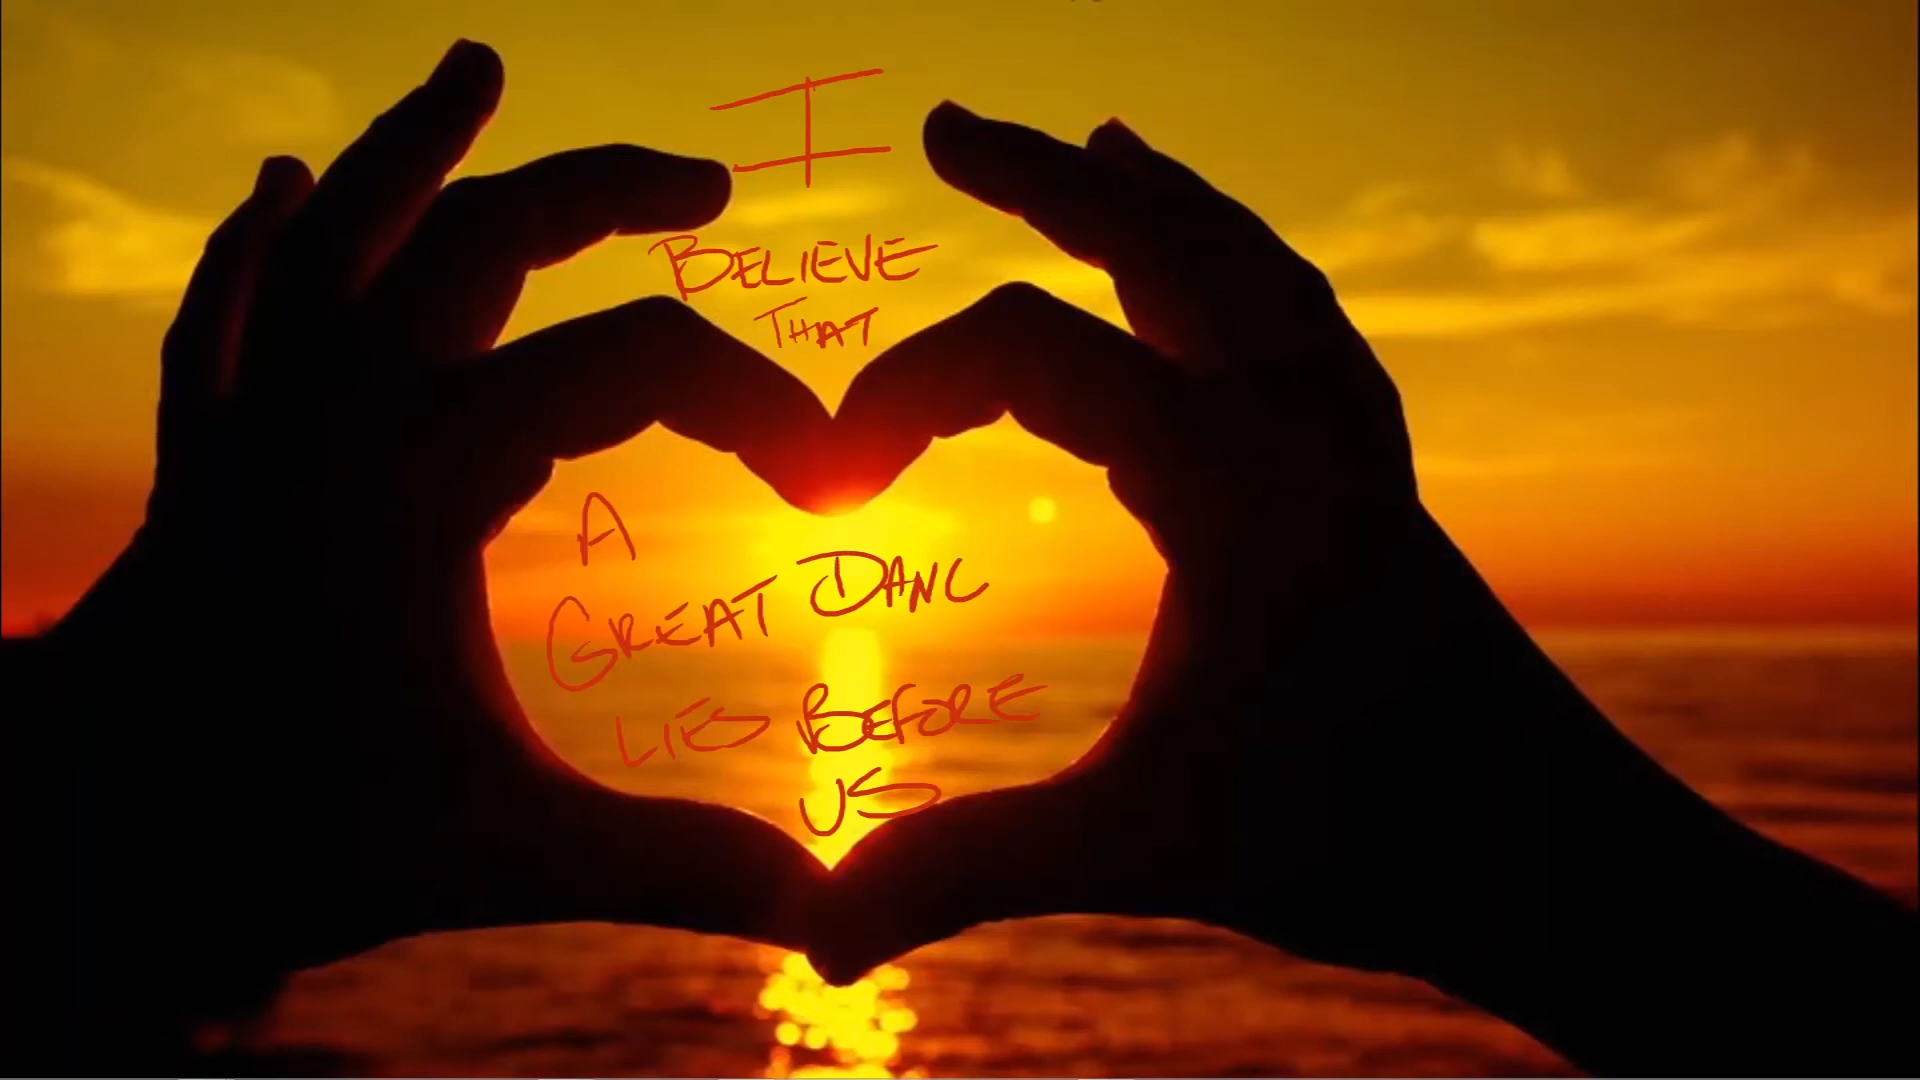 I
BELIEVE
THAT
A
GREAT DANC
LIES BEFORE
US